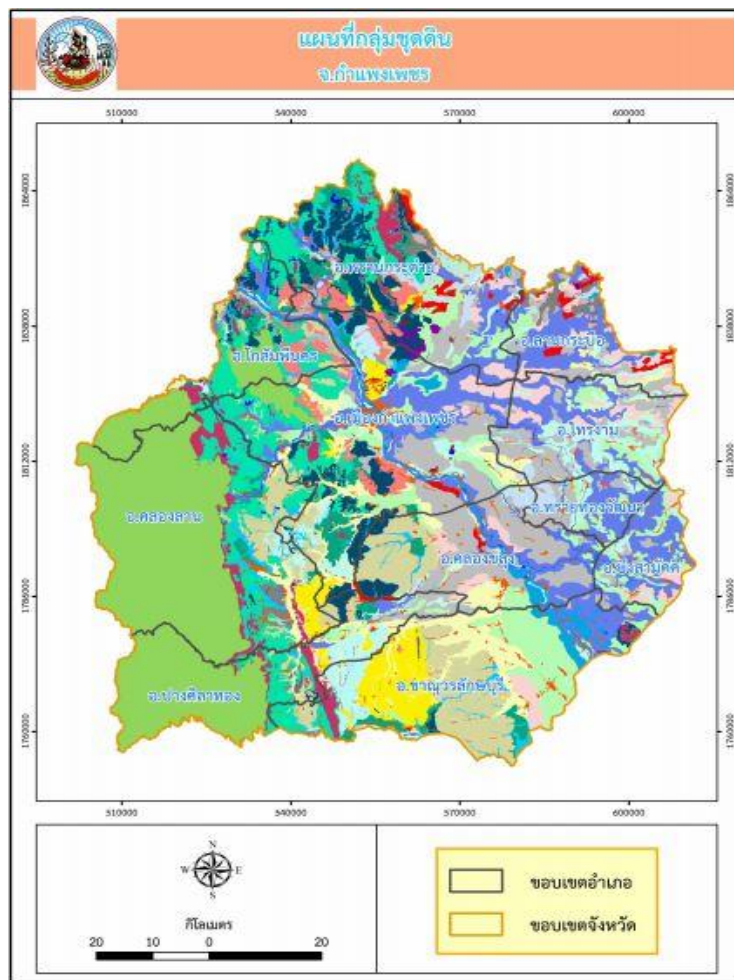 แผนที่กลุ่มชุดดิน
จ.กำแพงเพชร
510000 540000 570000 600000
1864000 1864000
1838000 1838000
1812000 1812000
1786000 1786000
1760000 1760000
อ.พรานกระต่าย
อ.ลานกระบือ
อ.โกสัมพีนคร
อ.เมืองกำแพงเพชร
อ.ไทรงาม
อ.คลองลาน
อ.ทรายทองวัฒนา
อ.คลองขลุง
อ.บึงสามัคคี
อ.ขาณุวรลักษบุรี
อ.ปางศิลาทอง
510000 540000 570000 600000
N
W E
S
กิโลเมตร
20 10 0 20
ขอบเขตอำเภอ
ขอบเขตจังหวัด